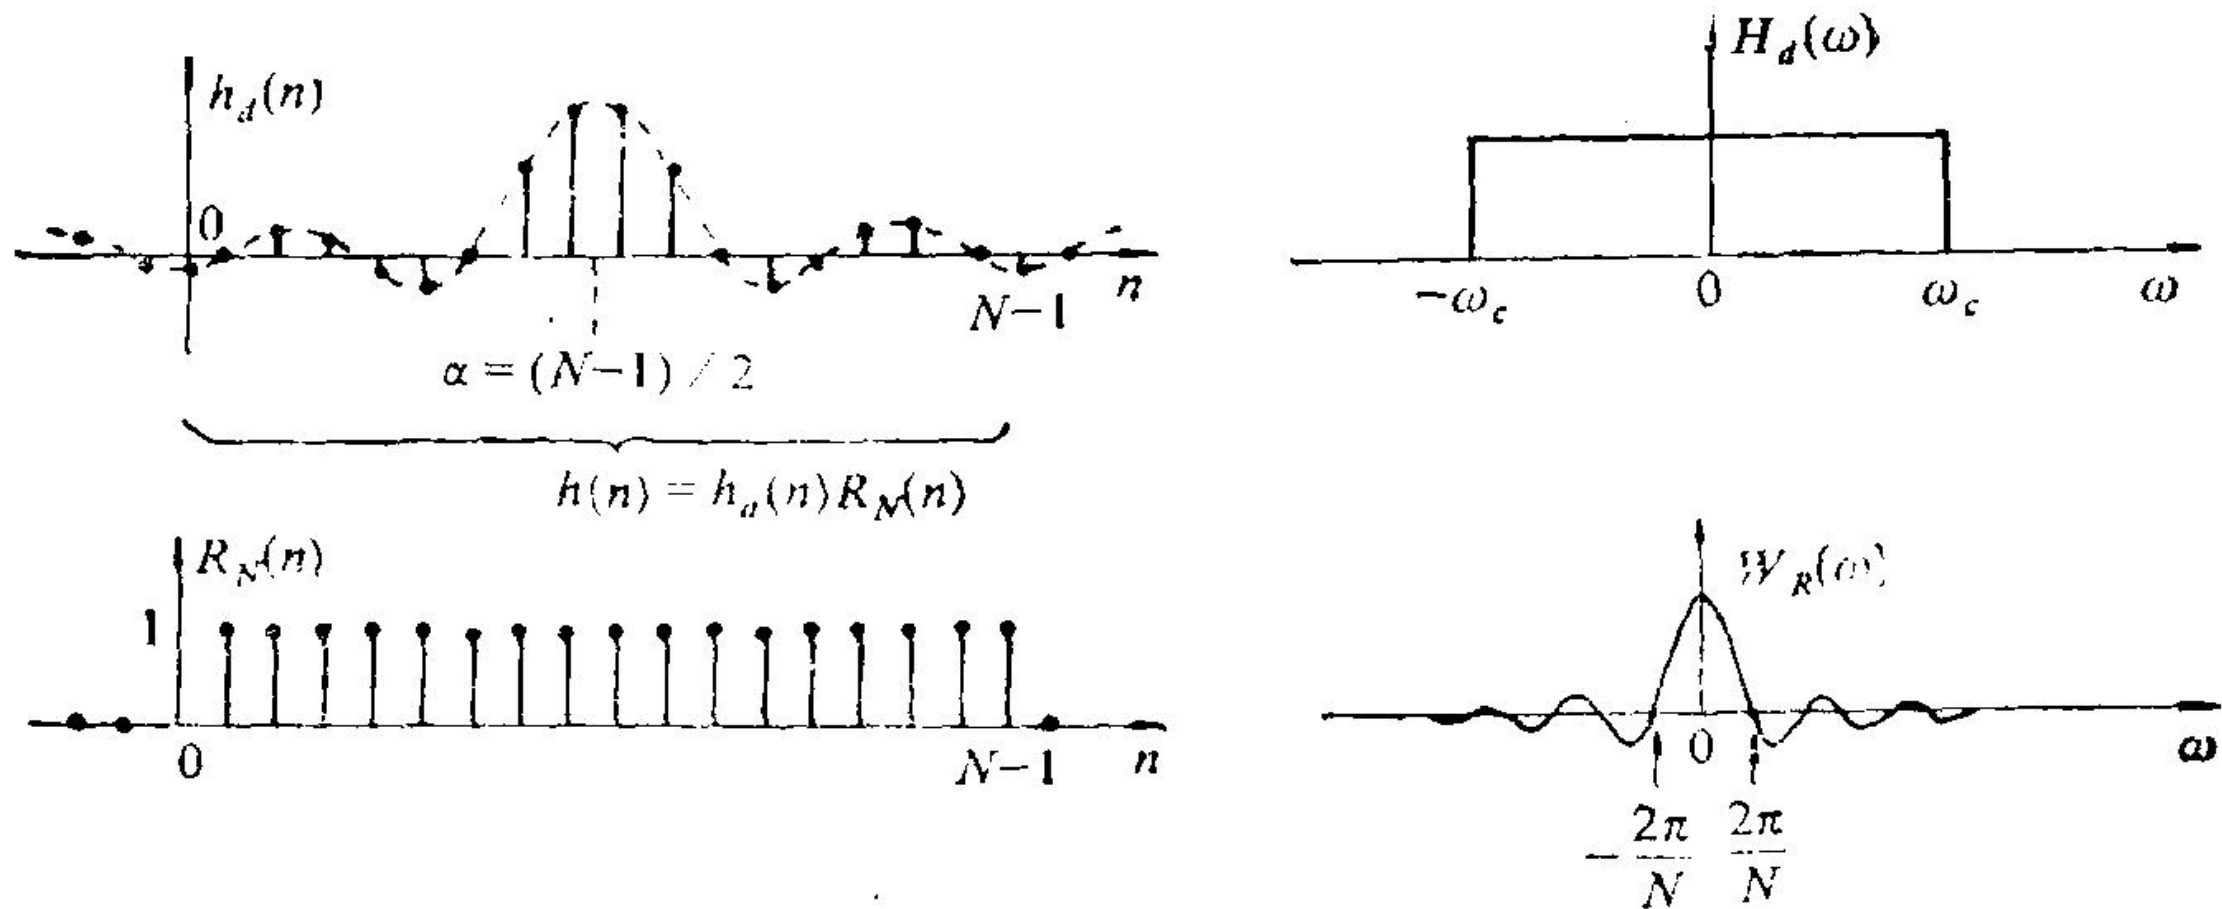 h_d(n)
0
N−1
n
α = (N−1) / 2
h(n) = h_d(n)R_N(n)
H_d(ω)
−ω_c
0
ω_c
ω
R_N(n)
1
0
N−1
n
W_R(ω)
0
ω
−2π/N
2π/N